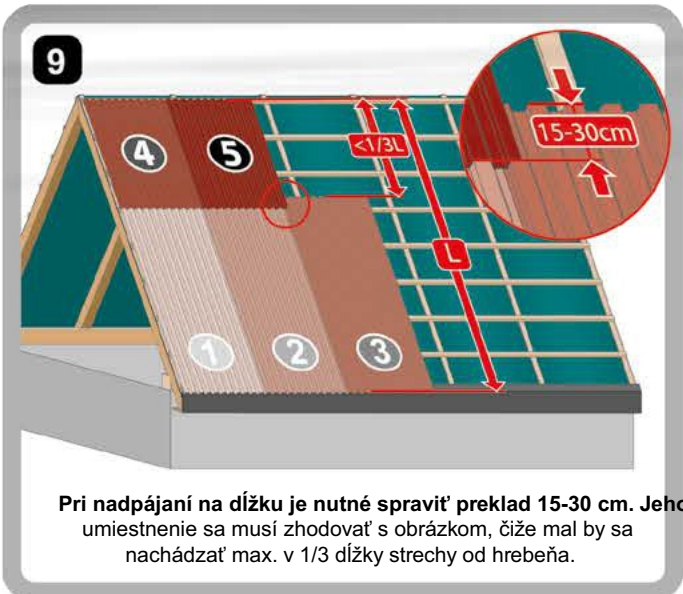 9
4
5
<1/3L
15-30cm
L
1
2
3
Pri nadpájaní na dĺžku je nutné spraviť preklad 15-30 cm. Jeho
umiestnenie sa musí zhodovať s obrázkom, čiže mal by sa
nachádzať max. v 1/3 dĺžky strechy od hrebeňa.